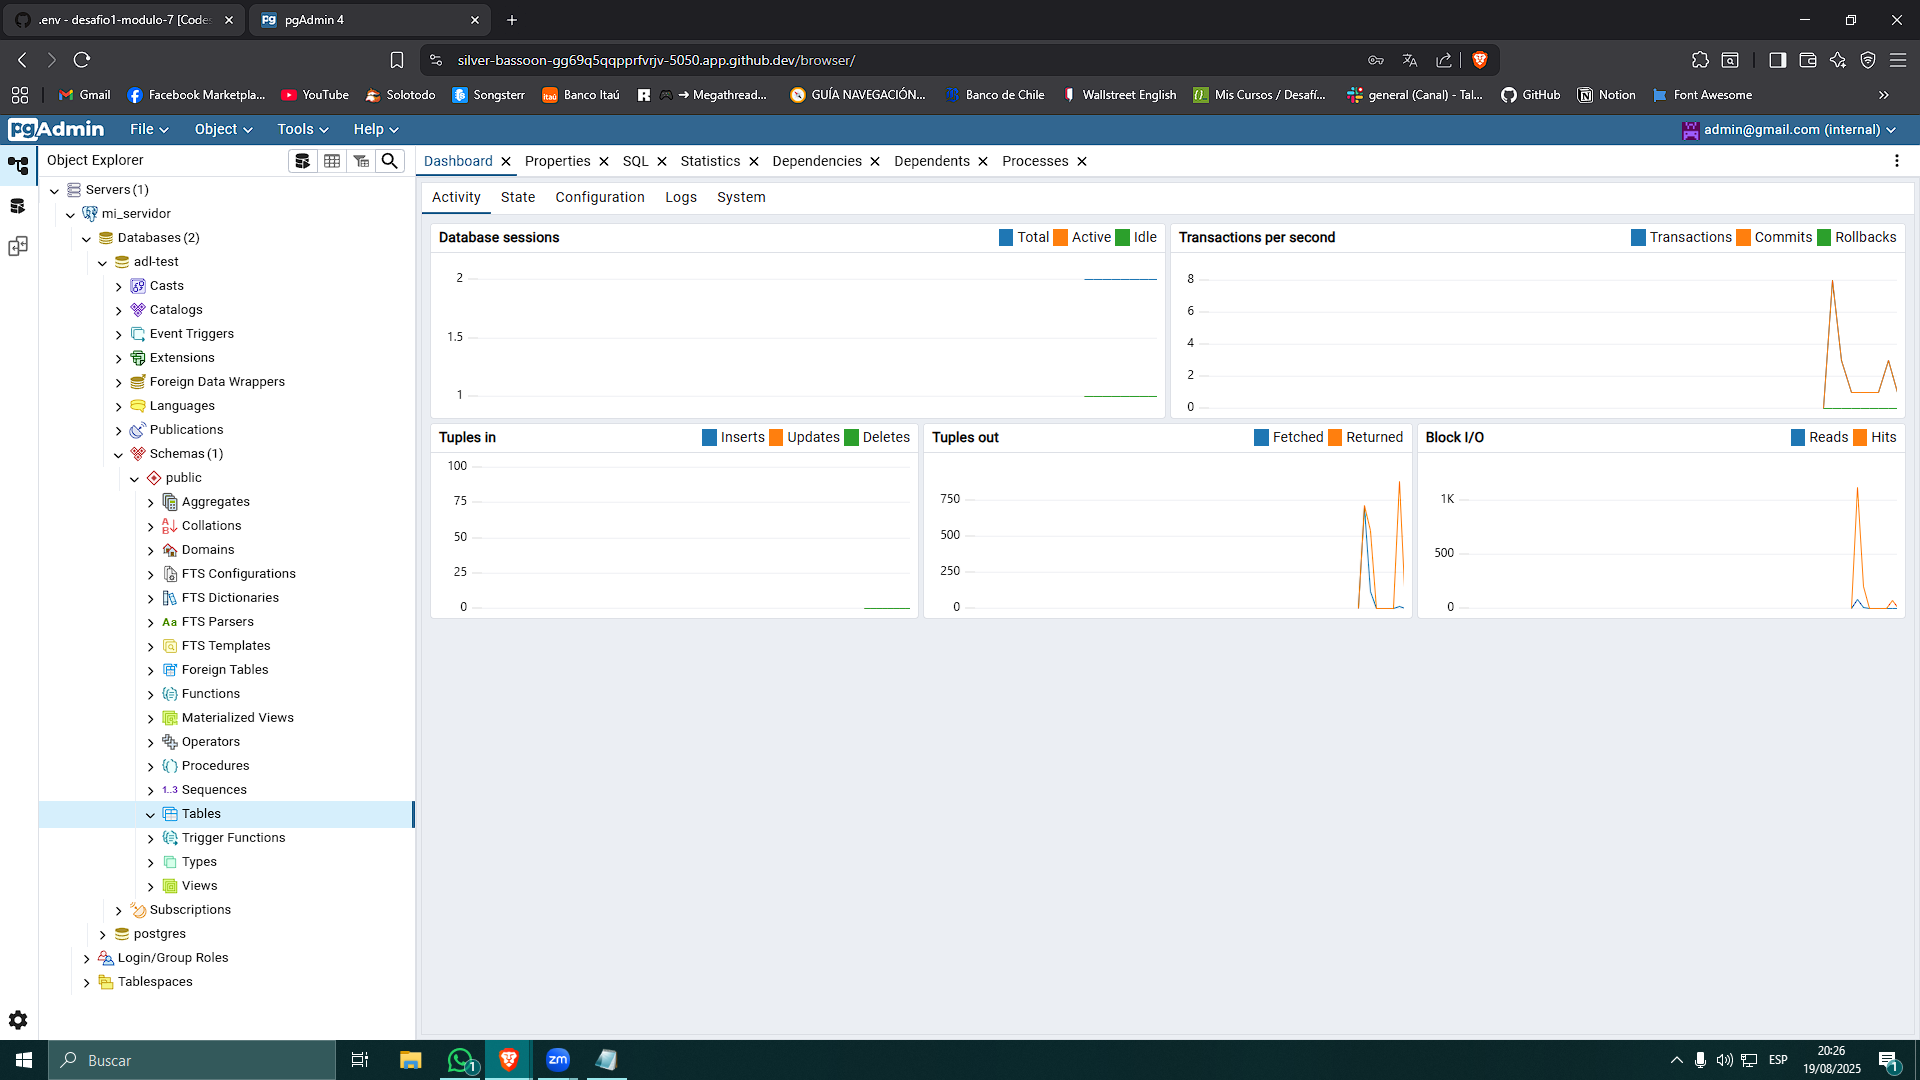 .env - desafio1-modulo-7 [Codes
pgAdmin 4
silver-bassoon-gg69q5qqpprfvrjv-5050.app.github.dev/browser/
Gmail
Facebook Marketpla...
YouTube
Solotodo
Songsterr
Banco Itaú
→ Megathread...
GUÍA NAVEGACIÓN...
Banco de Chile
Wallstreet English
Mis Cursos / Desafí...
general (Canal) - Tal...
GitHub
Notion
Font Awesome
pgAdmin
File
Object
Tools
Help
admin@gmail.com (internal)
Object Explorer
Servers (1)
mi_servidor
Databases (2)
adl-test
Casts
Catalogs
Event Triggers
Extensions
Foreign Data Wrappers
Languages
Publications
Schemas (1)
public
Aggregates
Collations
Domains
FTS Configurations
FTS Dictionaries
Aa FTS Parsers
FTS Templates
Foreign Tables
Functions
Materialized Views
Operators
Procedures
1..3 Sequences
Tables
Trigger Functions
Types
Views
Subscriptions
postgres
Login/Group Roles
Tablespaces
Dashboard
Properties
SQL
Statistics
Dependencies
Dependents
Processes
Activity
State
Configuration
Logs
System
Database sessions
Total
Active
Idle
2
1.5
1
Transactions per second
Transactions
Commits
Rollbacks
8
6
4
2
0
Tuples in
Inserts
Updates
Deletes
100
75
50
25
0
Tuples out
Fetched
Returned
750
500
250
0
Block I/O
Reads
Hits
1K
500
0
Buscar
1
zm
ESP
20:26
19/08/2025
1